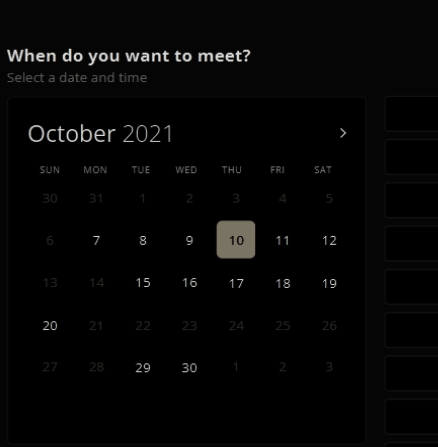 When do you want to meet?
Select a date and time
October 2021
SUN MON TUE WED THU FRI SAT
30 31 1 2 3 4 5
6 7 8 9 10 11 12
13 14 15 16 17 18 19
20 21 22 23 24 25 26
27 28 29 30 1 2 3